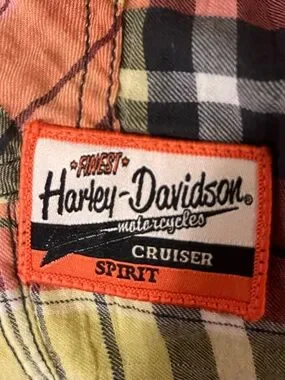 *FINEST*
Harley-Davidson®
motorcycles
CRUISER
SPIRIT